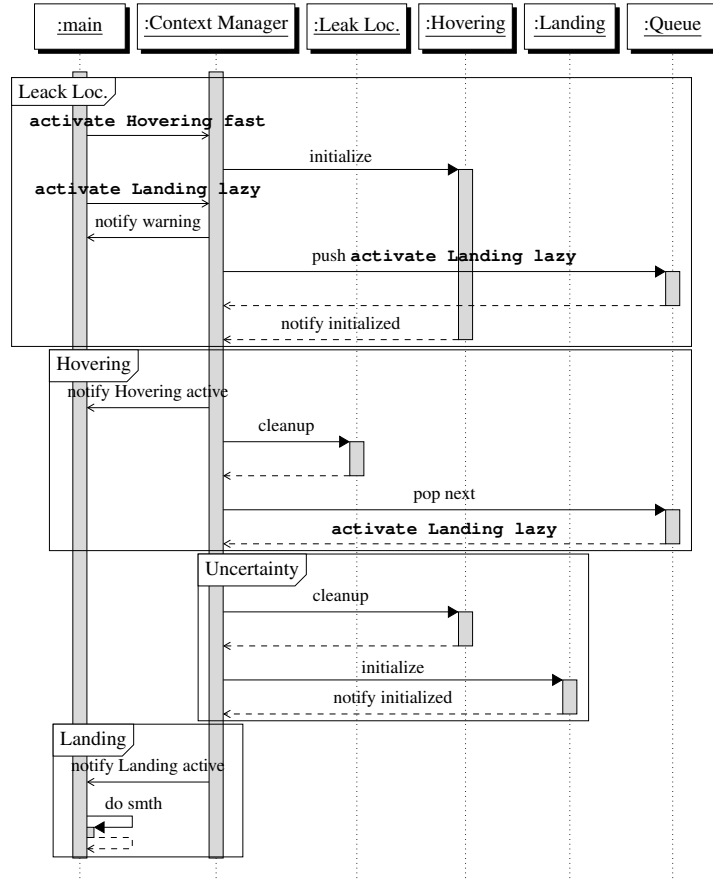 :main :Context Manager :Leak Loc. :Hovering :Landing :Queue
Leack Loc.
activate Hovering fast
initialize
activate Landing lazy
notify warning
push activate Landing lazy
notify initialized
Hovering
notify Hovering active
cleanup
pop next
activate Landing lazy
Uncertainty
cleanup
initialize
notify initialized
Landing
notify Landing active
do smth